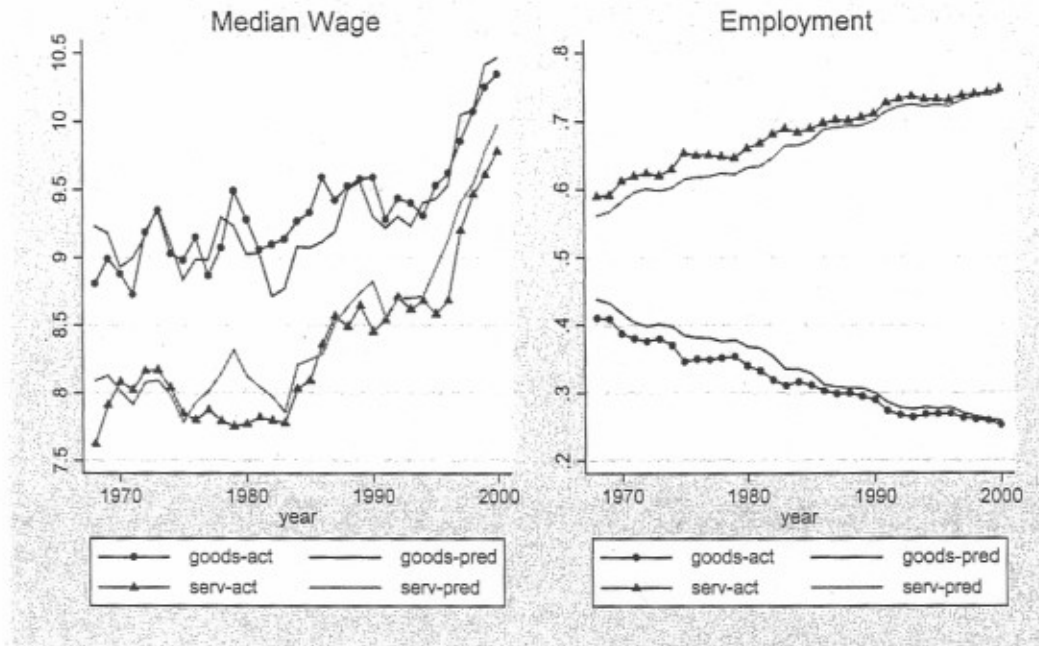 Median Wage
10.5
10
9.5
9
8.5
8
7.5
1970 1980 1990 2000
year
goods-act goods-pred
serv-act serv-pred
Employment
.8
.7
.6
.5
.4
.3
.2
1970 1980 1990 2000
year
goods-act goods-pred
serv-act serv-pred